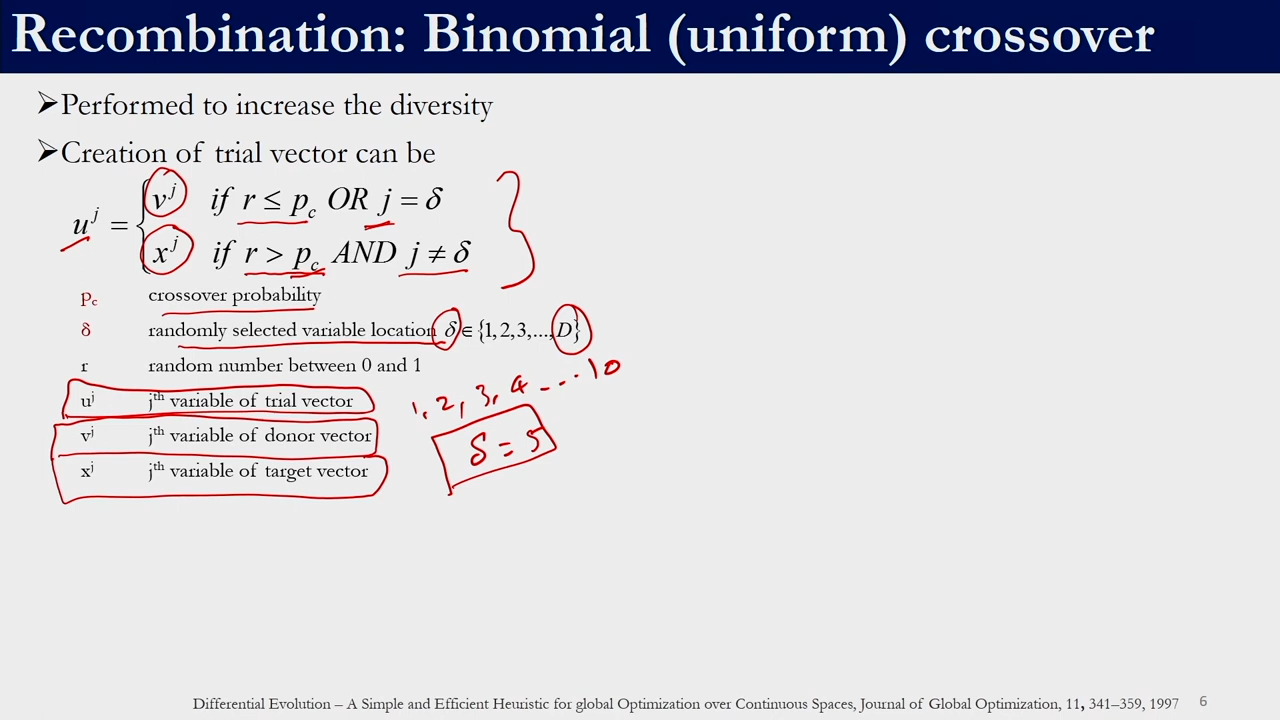 Recombination: Binomial (uniform) crossover
➢Performed to increase the diversity
➢Creation of trial vector can be
u^j = { v^j if r ≤ p_c OR j = δ
x^j if r > p_c AND j ≠ δ
p_c crossover probability
δ randomly selected variable location δ ∈ {1,2,3,...,D}
r random number between 0 and 1
1, 2, 3, 4 ... 10
u^j j^th variable of trial vector
v^j j^th variable of donor vector
δ = 5
x^j j^th variable of target vector
Differential Evolution – A Simple and Efficient Heuristic for global Optimization over Continuous Spaces, Journal of Global Optimization, 11, 341–359, 1997 6